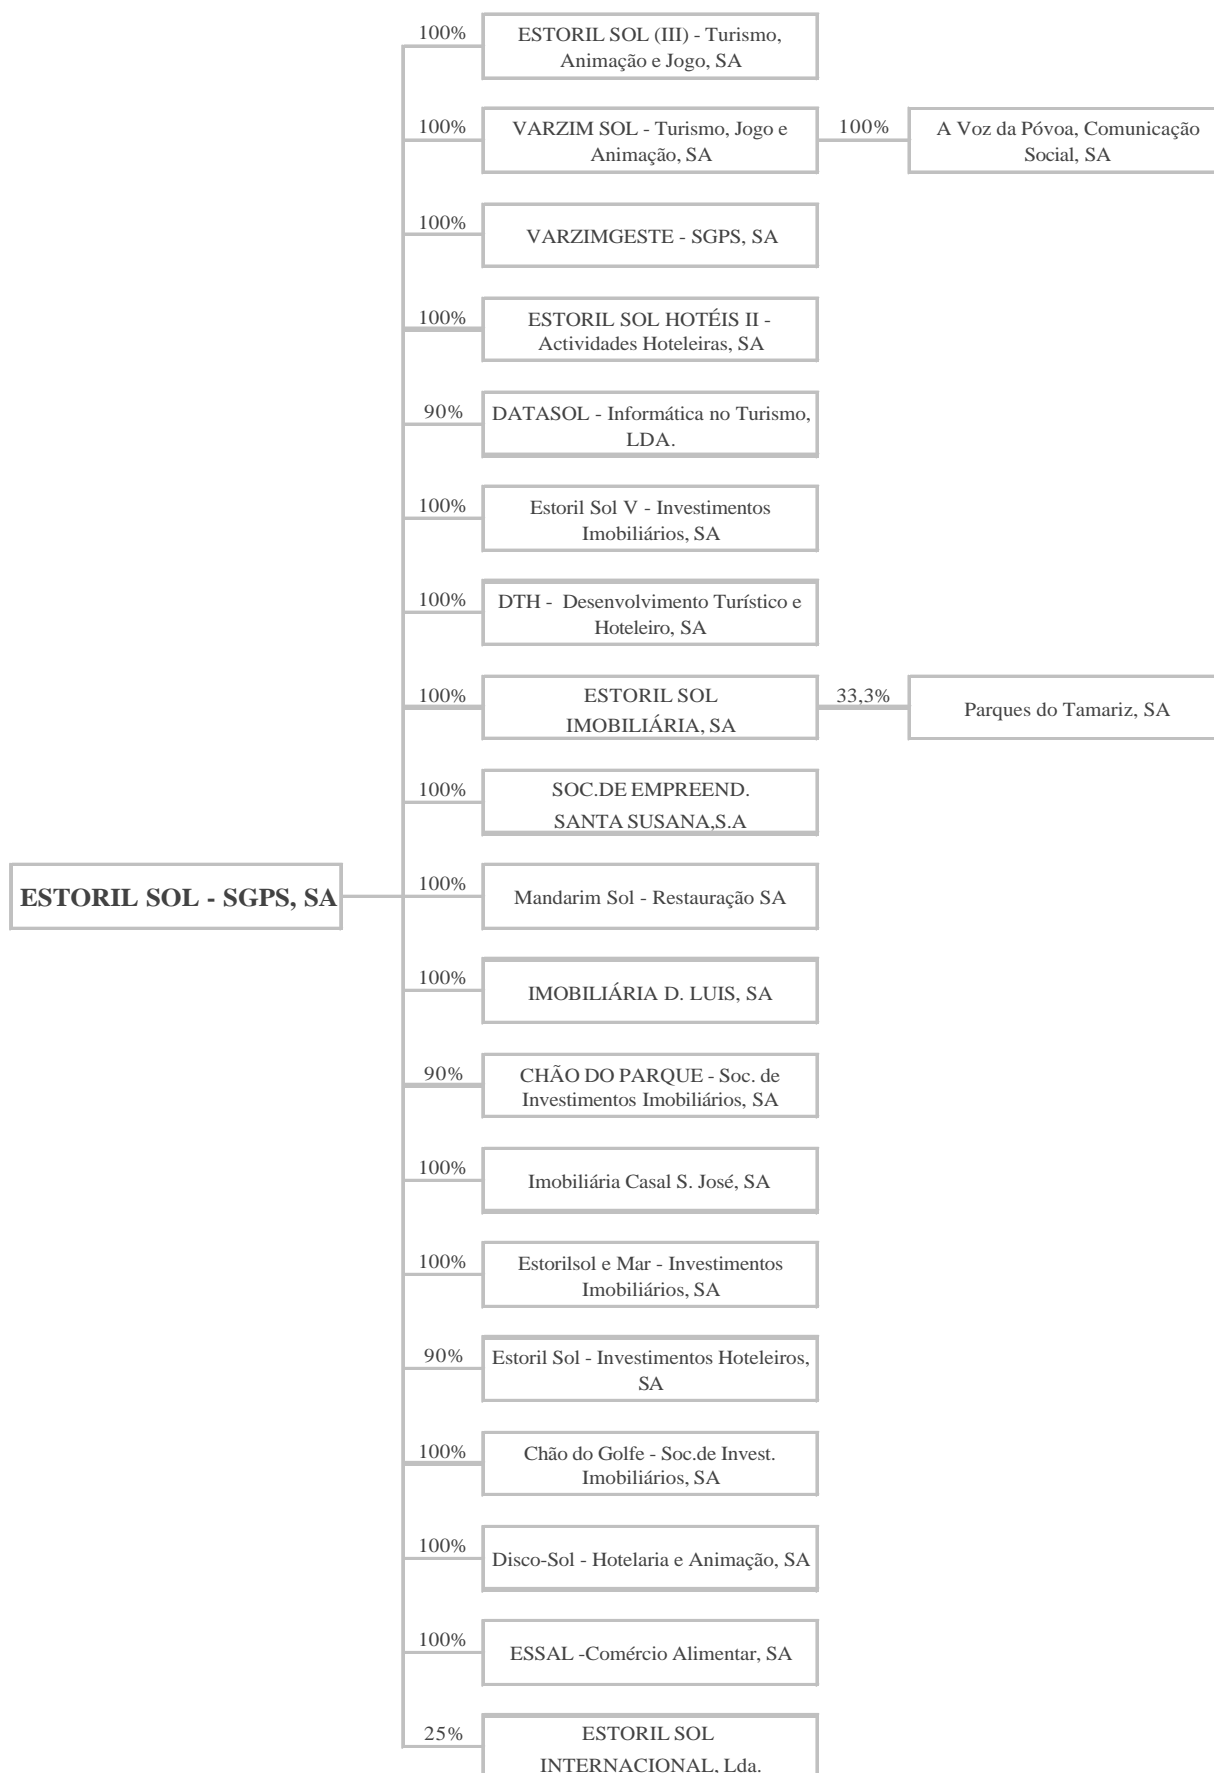 100%
ESTORIL SOL (III) - Turismo,
Animação e Jogo, SA
100%
VARZIM SOL - Turismo, Jogo e
Animação, SA
100%
A Voz da Póvoa, Comunicação
Social, SA
100%
VARZIMGESTE - SGPS, SA
100%
ESTORIL SOL HOTÉIS II -
Actividades Hoteleiras, SA
90%
DATASOL - Informática no Turismo,
LDA.
100%
Estoril Sol V - Investimentos
Imobiliários, SA
100%
DTH -  Desenvolvimento Turístico e
Hoteleiro, SA
100%
ESTORIL SOL
IMOBILIÁRIA, SA
33,3%
Parques do Tamariz, SA
100%
SOC.DE EMPREEND.
SANTA SUSANA,S.A
ESTORIL SOL - SGPS, SA
100%
Mandarim Sol - Restauração SA
100%
IMOBILIÁRIA D. LUIS, SA
90%
CHÃO DO PARQUE - Soc. de
Investimentos Imobiliários, SA
100%
Imobiliária Casal S. José, SA
100%
Estorilsol e Mar - Investimentos
Imobiliários, SA
90%
Estoril Sol - Investimentos Hoteleiros,
SA
100%
Chão do Golfe - Soc.de Invest.
Imobiliários, SA
100%
Disco-Sol - Hotelaria e Animação, SA
100%
ESSAL -Comércio Alimentar, SA
25%
ESTORIL SOL
INTERNACIONAL, Lda.